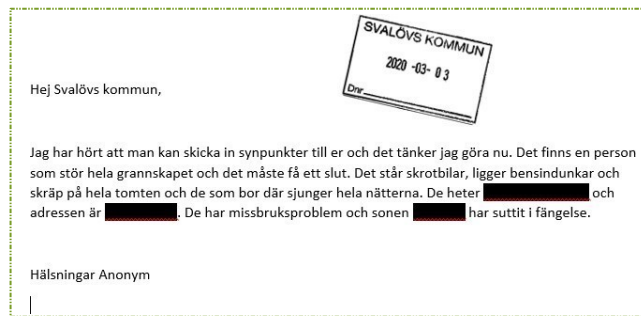 SVALÖVS KOMMUN
2020 -03- 03
Dnr
Hej Svalövs kommun,
Jag har hört att man kan skicka in synpunkter till er och det tänker jag göra nu. Det finns en person
som stör hela grannskapet och det måste få ett slut. Det står skrotbilar, ligger bensindunkar och
skräp på hela tomten och de som bor där sjunger hela nätterna. De heter och
adressen är . De har missbruksproblem och sonen har suttit i fängelse.
Hälsningar Anonym